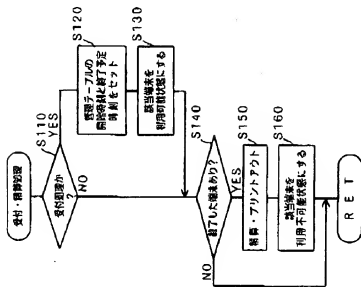 受付・精算処理
S110
受付処理か
?
YES
NO
S120
管理テーブルの
開始時刻と終了予定
時刻をセット
S130
該当端末を
利用可能状態にする
S140
終了した端末あり?
YES
NO
S150
精算・プリントアウト
S160
該当端末を
利用不可能状態にする
RET